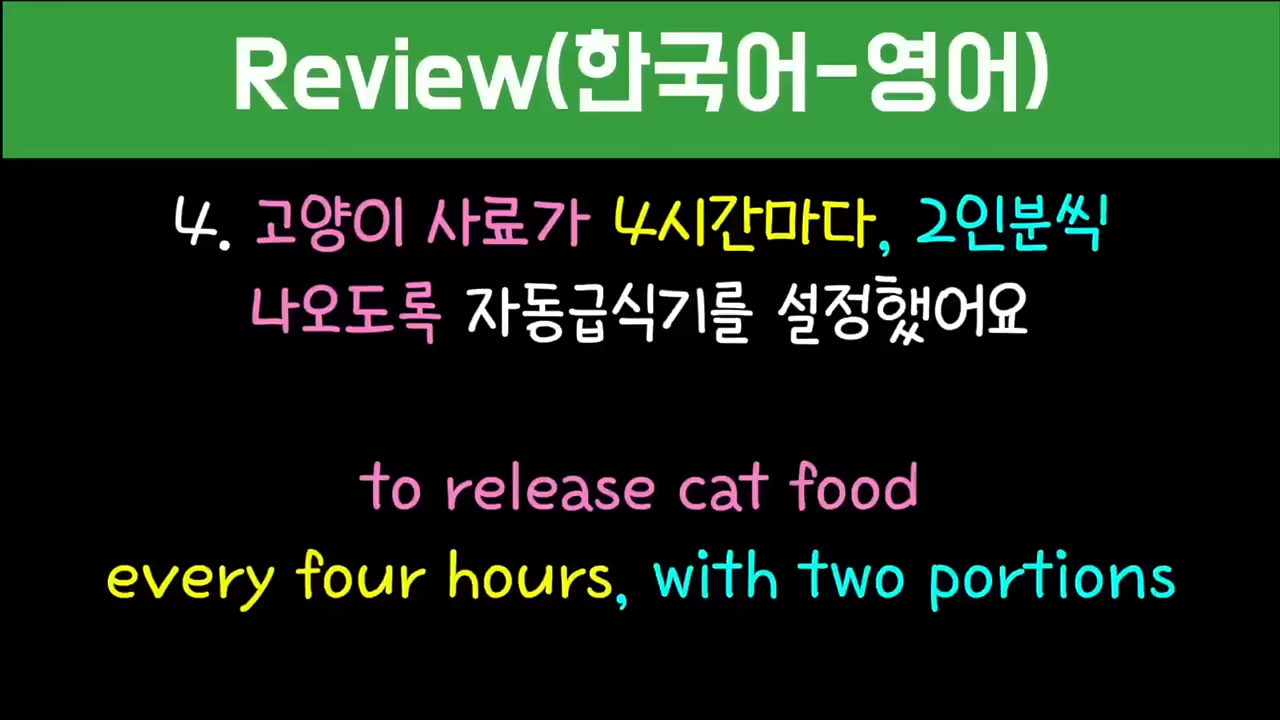 Review(한국어-영어)
4. 고양이 사료가 4시간마다, 2인분씩
나오도록 자동급식기를 설정했어요
to release cat food
every four hours, with two portions